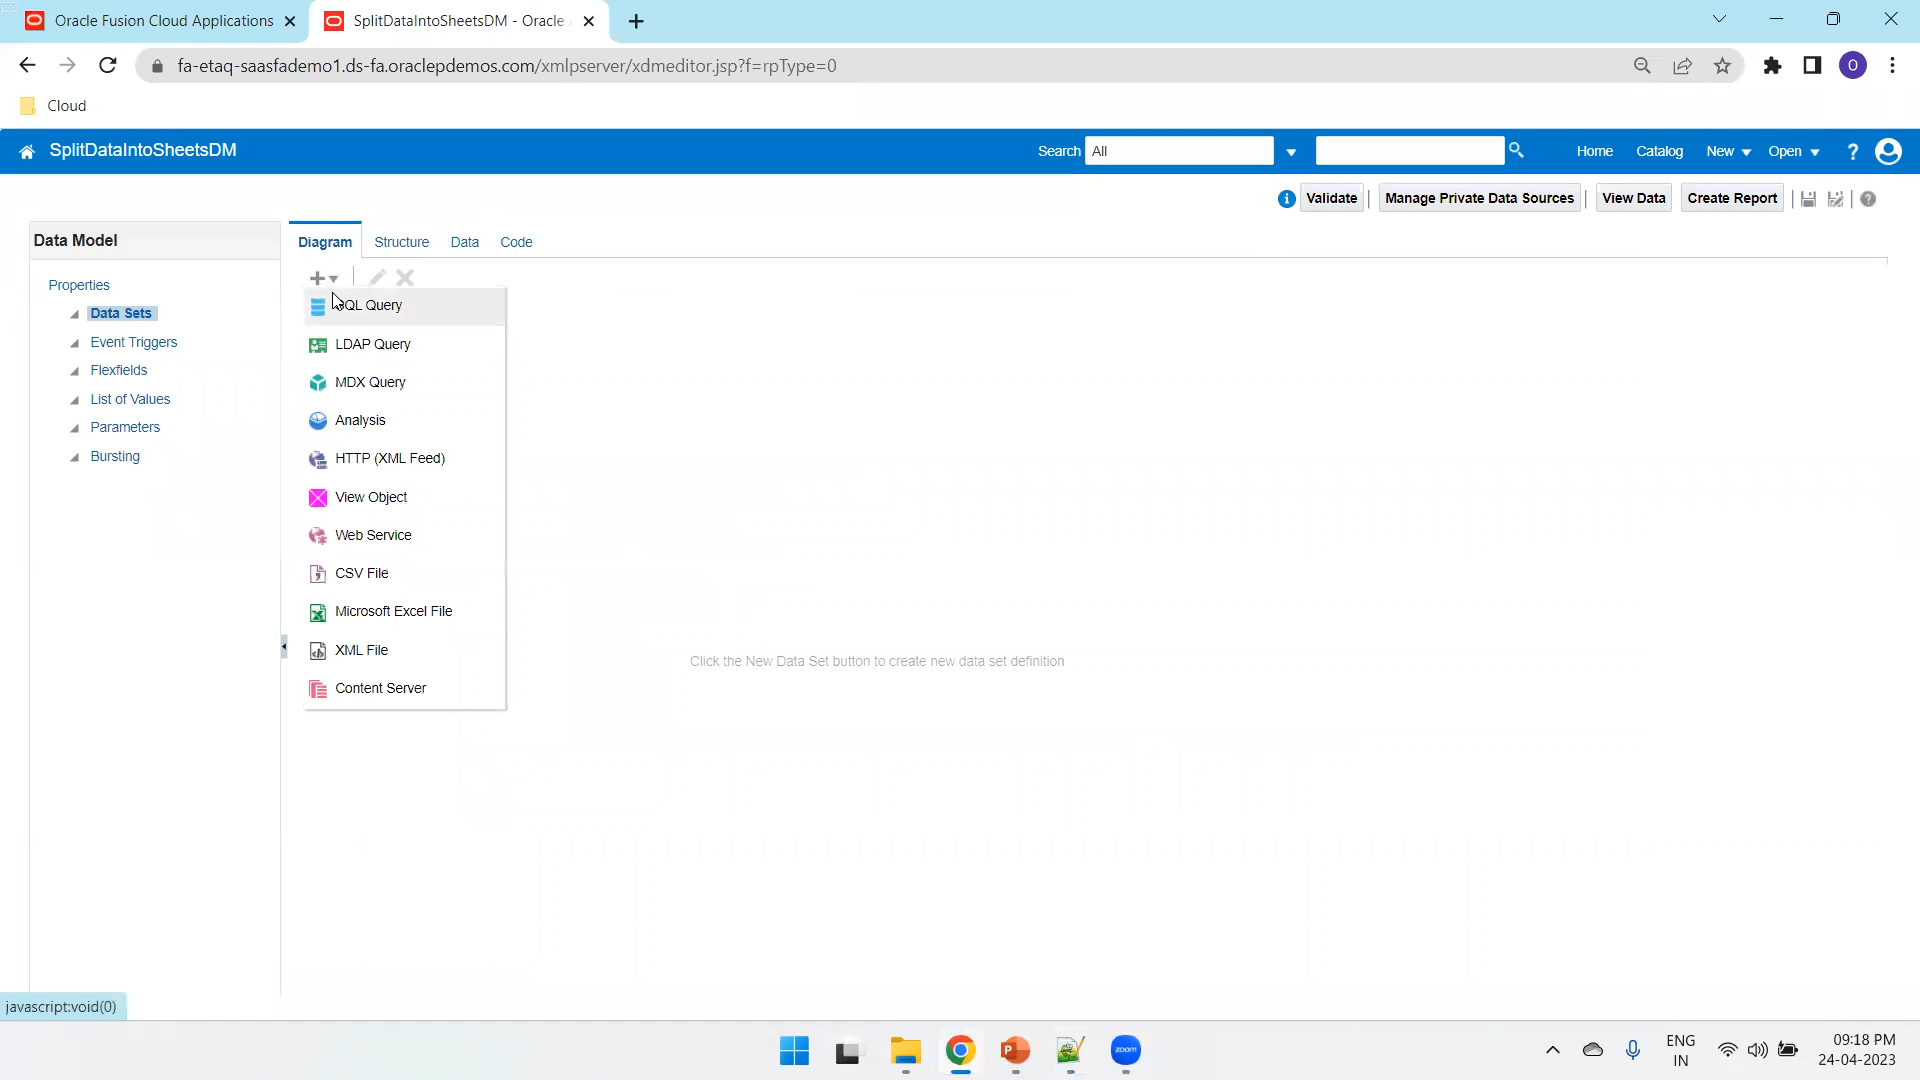 Oracle Fusion Cloud Applications
SplitDataIntoSheetsDM - Oracle
fa-etaq-saasfademo1.ds-fa.oraclepdemos.com/xmlpserver/xdmeditor.jsp?f=rpType=0
O
Cloud
SplitDataIntoSheetsDM
Search All
Home Catalog New Open ?
Validate Manage Private Data Sources View Data Create Report
Data Model
Diagram Structure Data Code
Properties
Data Sets
Event Triggers
Flexfields
List of Values
Parameters
Bursting
QL Query
LDAP Query
MDX Query
Analysis
HTTP (XML Feed)
View Object
Web Service
CSV File
Microsoft Excel File
XML File
Content Server
Click the New Data Set button to create new data set definition
javascript:void(0)
zoom
ENG
IN
09:18 PM
24-04-2023